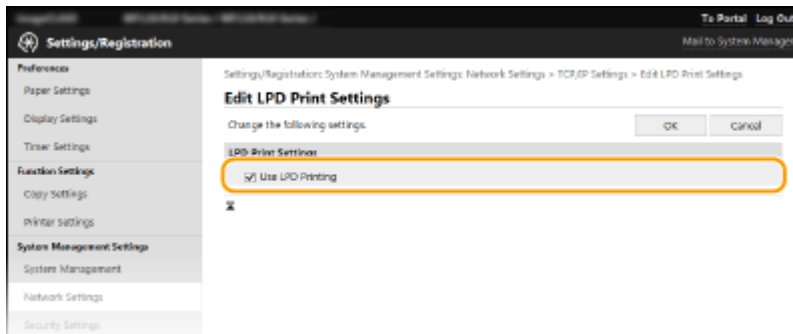 To Portal Log Out
Settings/Registration
Mail to System Manager
Preferences
Paper Settings
Display Settings
Timer Settings
Function Settings
Copy Settings
Printer Settings
System Management Settings
System Management
Network Settings
Security Settings
Settings/Registration: System Management Settings: Network Settings > TCP/IP Settings > Edit LPD Print Settings
Edit LPD Print Settings
Change the following settings.
OK
Cancel
LPD Print Settings
Use LPD Printing